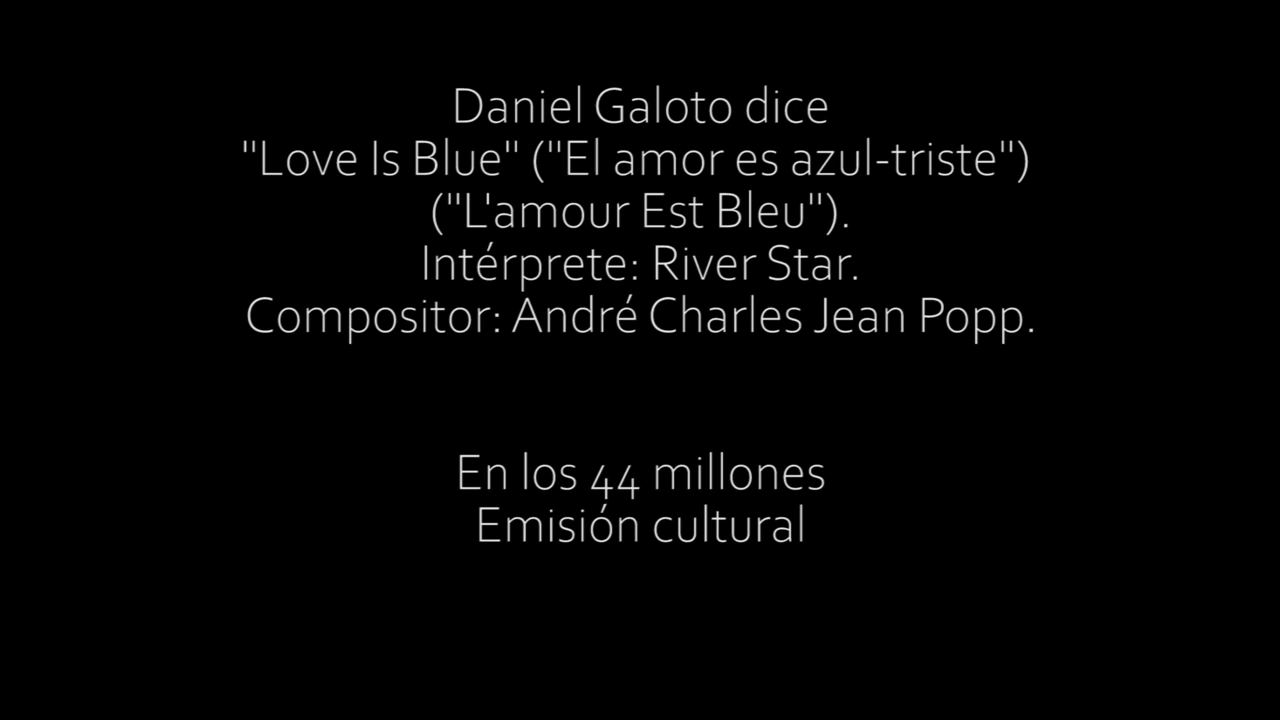 Daniel Galoto dice
"Love Is Blue" ("El amor es azul-triste")
("L'amour Est Bleu").
Intérprete: River Star.
Compositor: André Charles Jean Popp.
En los 44 millones
Emisión cultural